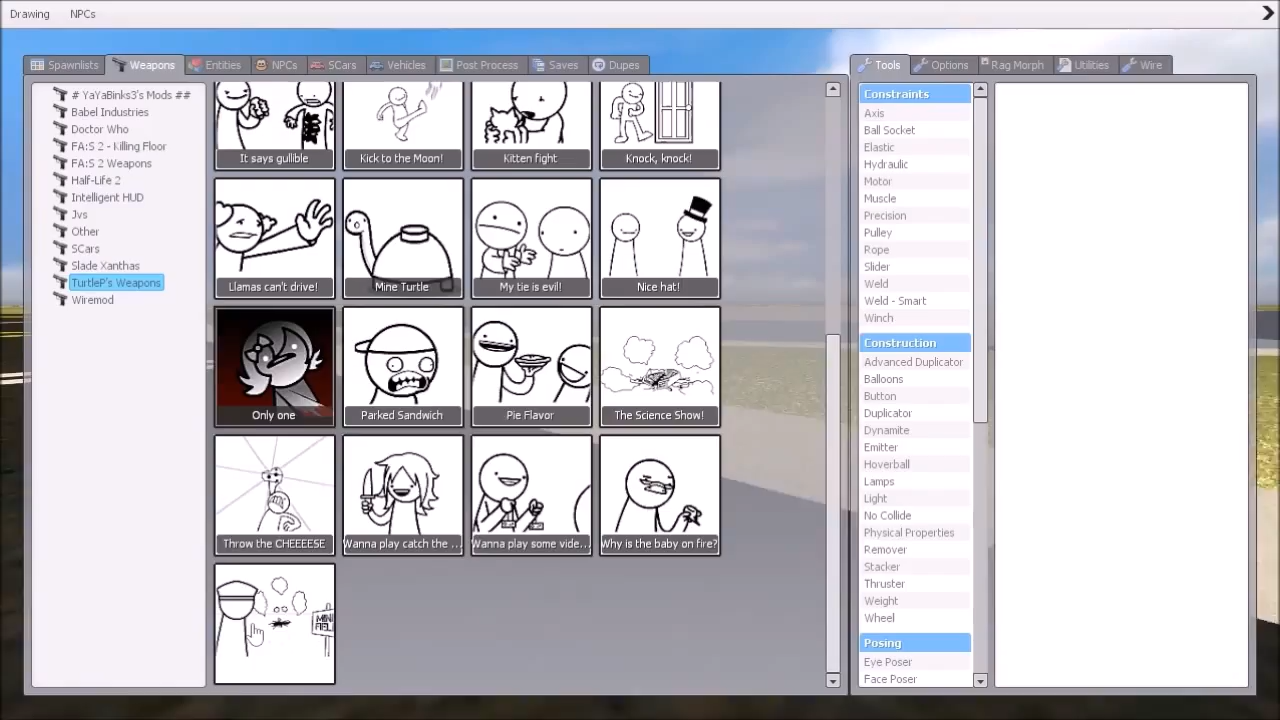 Drawing NPCs
Spawnlists Weapons Entities NPCs SCars Vehicles Post Process Saves Dupes
Tools Options Rag Morph Utilities Wire
# YaYaBinks3's Mods ##
Babel Industries
Doctor Who
FA:S 2 - Killing Floor
FA:S 2 Weapons
Half-Life 2
Intelligent HUD
Jvs
Other
SCars
Slade Xanthas
TurtleP's Weapons
Wiremod
It says gullible
Kick to the Moon!
Kitten fight
Knock, knock!
Llamas can't drive!
Mine Turtle
My tie is evil!
Nice hat!
Only one
Parked Sandwich
Pie Flavor
The Science Show!
Throw the CHEEEESE
Wanna play catch the ...
Wanna play some vide...
Why is the baby on fire?
Constraints
Axis
Ball Socket
Elastic
Hydraulic
Motor
Muscle
Precision
Pulley
Rope
Slider
Weld
Weld - Smart
Winch
Construction
Advanced Duplicator
Balloons
Button
Duplicator
Dynamite
Emitter
Hoverball
Lamps
Light
No Collide
Physical Properties
Remover
Stacker
Thruster
Weight
Wheel
Posing
Eye Poser
Face Poser